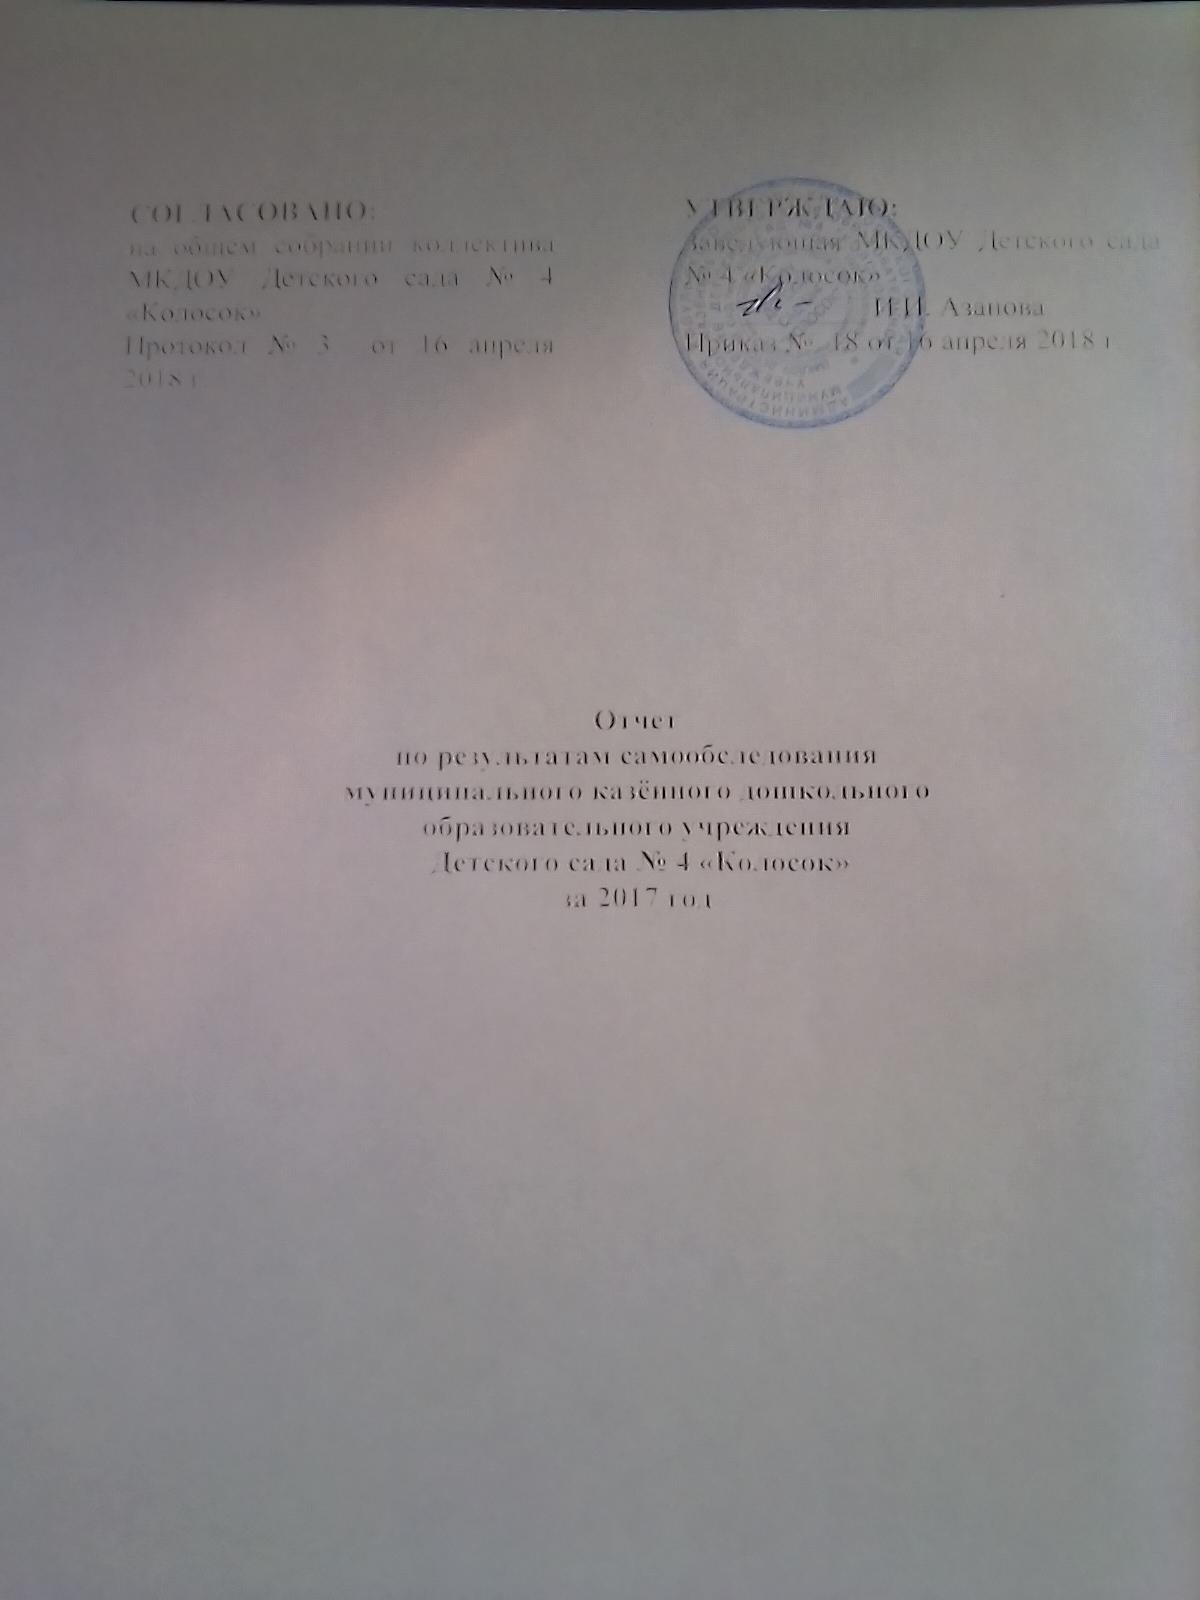 СОГЛАСОВАНО:
на общем собрании коллектива
МКДОУ Детского сада № 4
«Колосок»
Протокол № 3 от 16 апреля
2018 г
УТВЕРЖДАЮ:
Заведующая МКДОУ Детского сада
№ 4 «Колосок»
И.И. Азанова
Приказ № 18 от 16 апреля 2018 г
Отчет
по результатам самообследования
муниципального казённого дошкольного
образовательного учреждения
Детского сада № 4 «Колосок»
за 2017 год